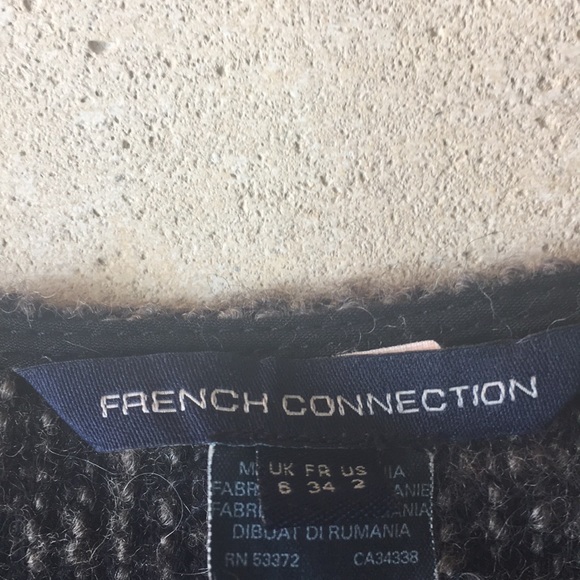 FRENCH CONNECTION
UK FR US
6 34 2
DIBUAT DI RUMANIA
RN 53372 CA34338